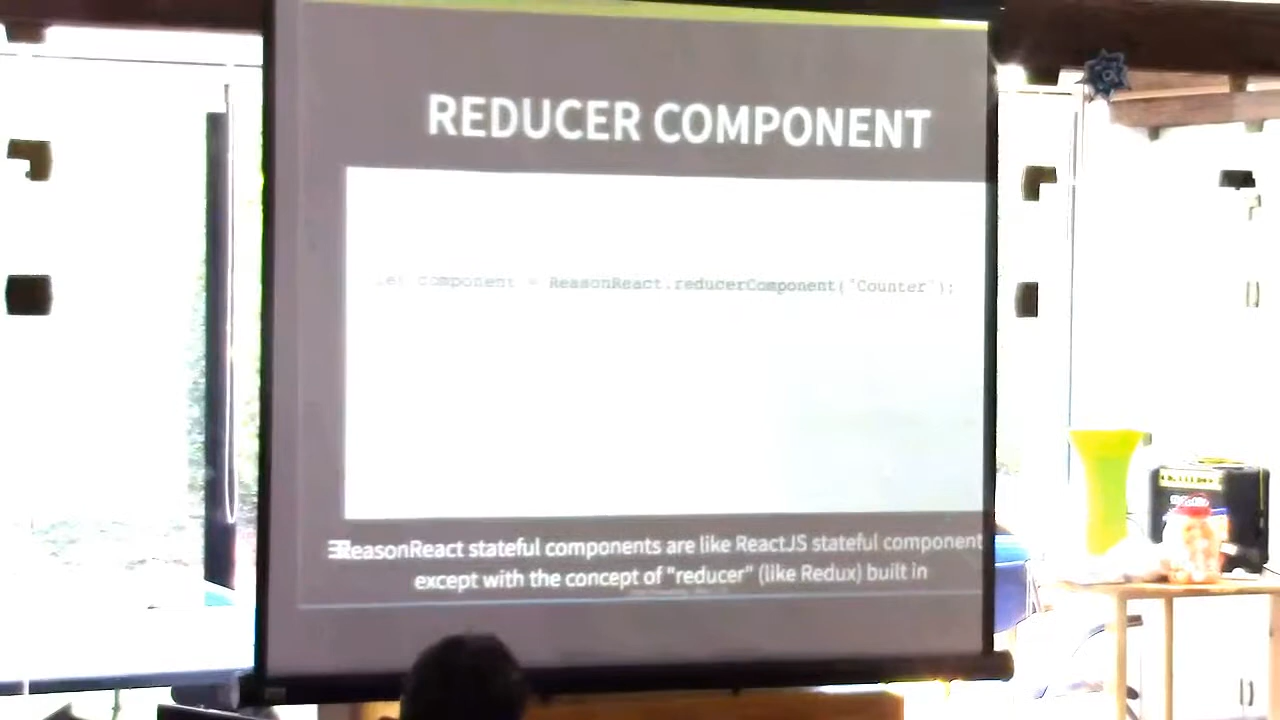 REDUCER COMPONENT
component = ReasonReact.reducerComponent("Counter");
ReasonReact stateful components are like ReactJS stateful component
except with the concept of "reducer" (like Redux) built in